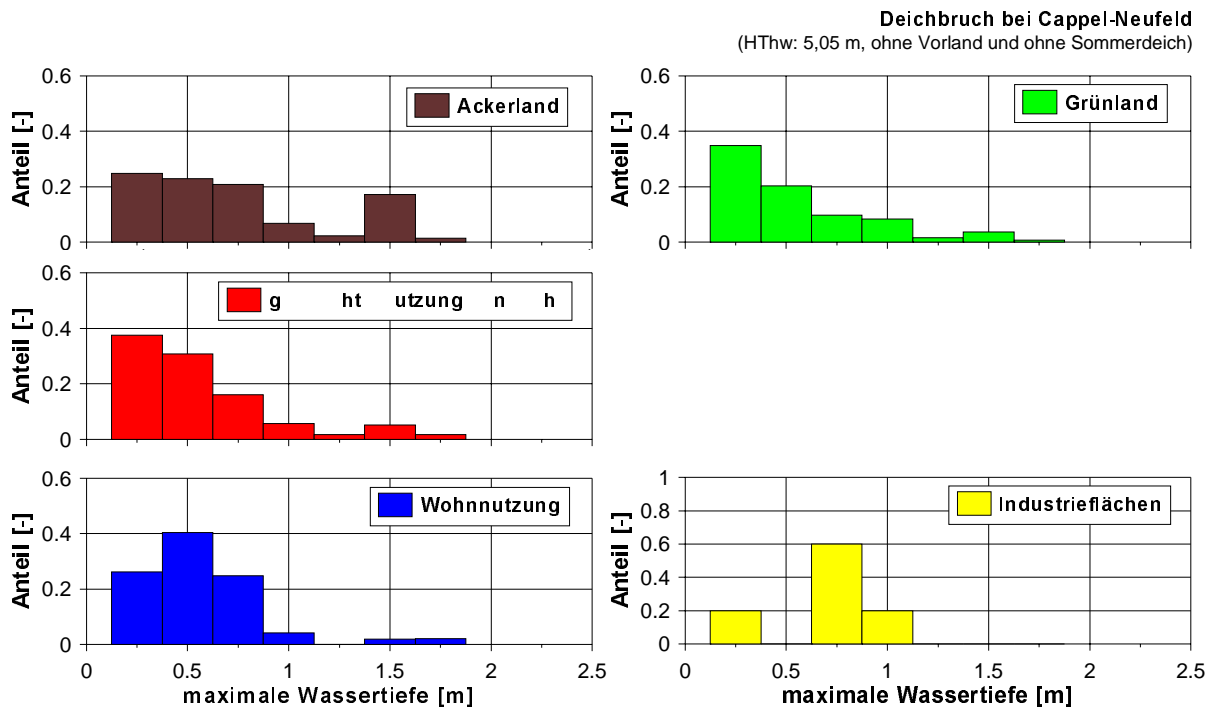 Deichbruch bei Cappel-Neufeld
(HThw: 5,05 m, ohne Vorland und ohne Sommerdeich)
0.6
0.4
0.2
0
Anteil [-]
Ackerland
0.6
0.4
0.2
0
Anteil [-]
Grünland
0.6
0.4
0.2
0
Anteil [-]
g ht utzung n h
0.6
0.4
0.2
0
Anteil [-]
Wohnnutzung
0 0.5 1 1.5 2 2.5
maximale Wassertiefe [m]
1
0.8
0.6
0.4
0.2
0
Anteil [-]
Industrieflächen
0 0.5 1 1.5 2 2.5
maximale Wassertiefe [m]